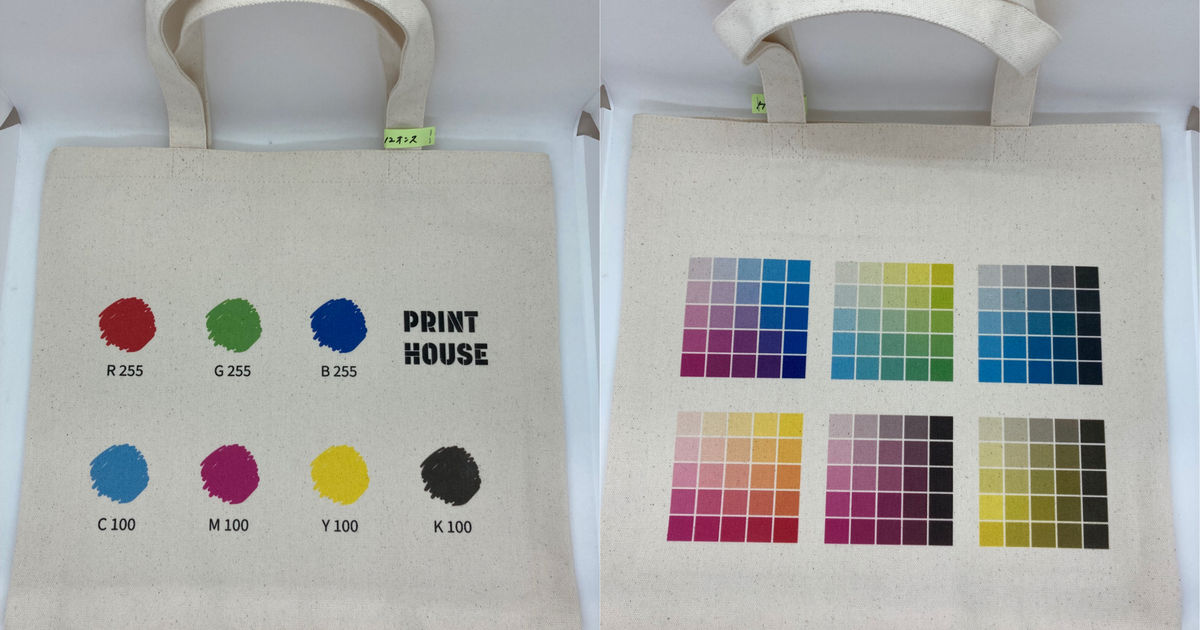 12オンス
PRINT
HOUSE
R 255
G 255
B 255
C 100
M 100
Y 100
K 100